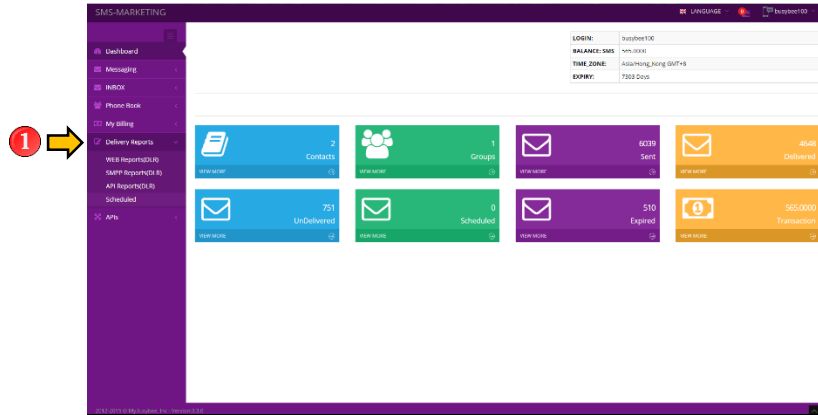 SMS-MARKETING
LANGUAGE
busybee100
LOGIN: busybee100
BALANCE: SMS 565.0000
TIME_ZONE: Asia/Hong_Kong GMT+8
EXPIRY: 7303 Days
Dashboard
Messaging
INBOX
Phone Book
My Billing
1
Delivery Reports
WEB Reports(DLR)
SMPP Reports(DLR)
API Reports(DLR)
Scheduled
APIs
2
Contacts
VIEW MORE
1
Groups
VIEW MORE
6039
Sent
VIEW MORE
4648
Delivered
VIEW MORE
751
UnDelivered
VIEW MORE
0
Scheduled
VIEW MORE
510
Expired
VIEW MORE
565.0000
Transaction
VIEW MORE